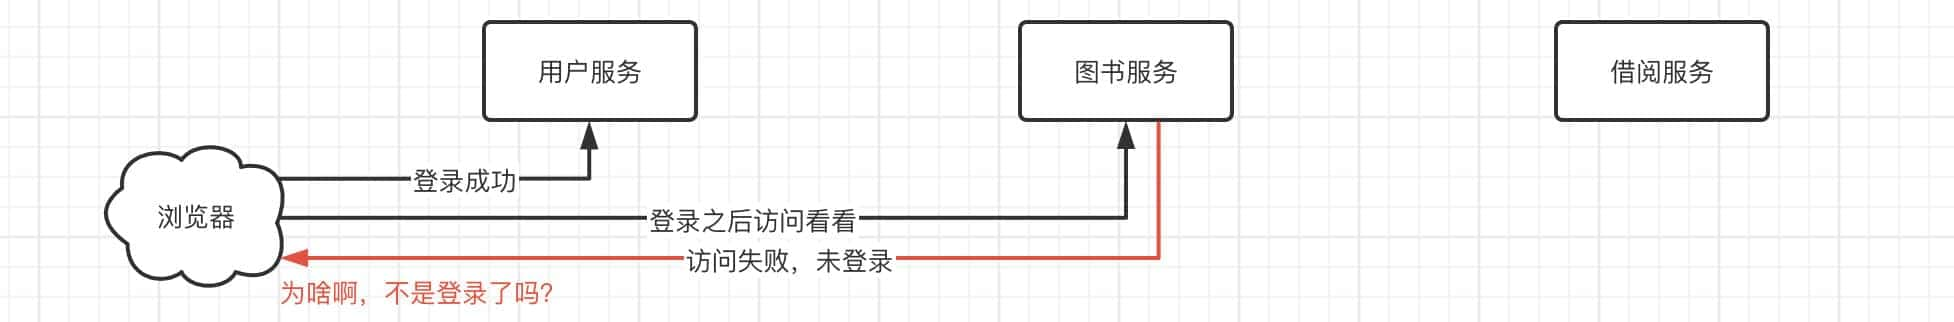 用户服务
图书服务
借阅服务
登录成功
浏览器
登录之后访问看看
访问失败，未登录
为啥啊，不是登录了吗?